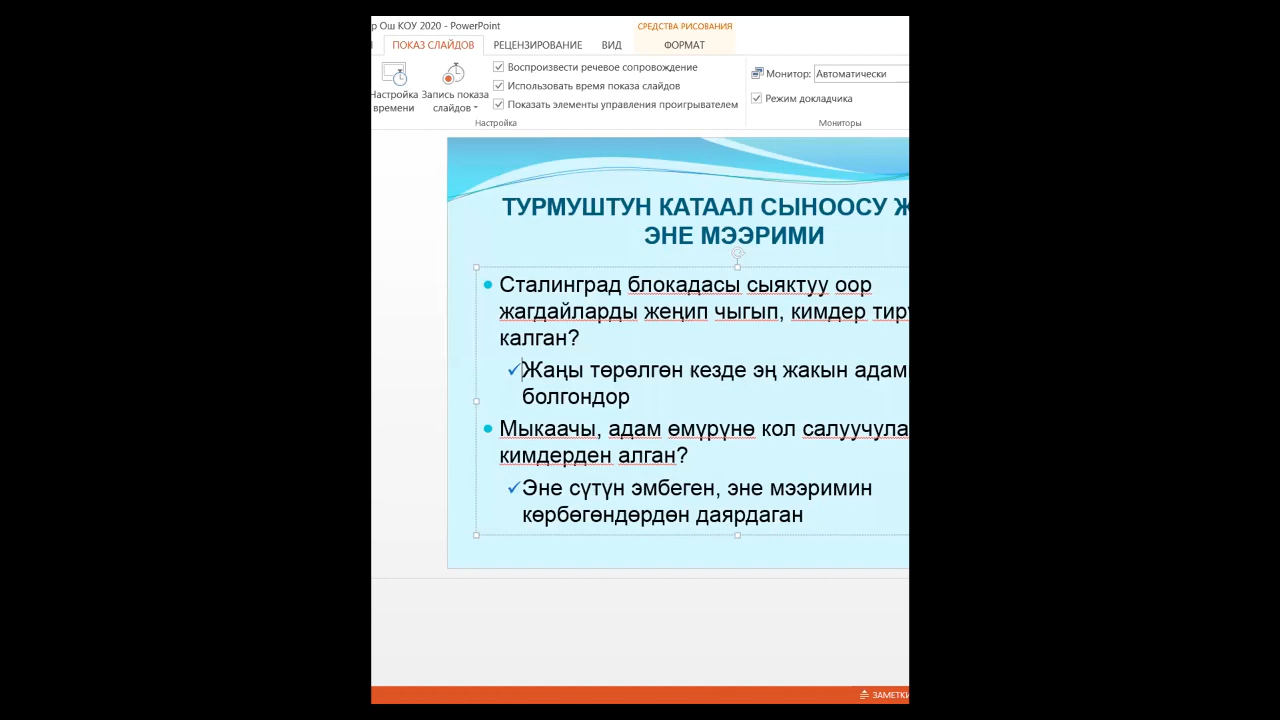 р Ош КОУ 2020 - PowerPoint
СРЕДСТВА РИСОВАНИЯ
ПОКАЗ СЛАЙДОВ РЕЦЕНЗИРОВАНИЕ ВИД ФОРМАТ
Настройка времени
Запись показа слайдов
Воспроизвести речевое сопровождение
Использовать время показа слайдов
Показать элементы управления проигрывателем
Настройка
Монитор: Автоматически
Режим докладчика
Мониторы
ТУРМУШТУН КАТААЛ СЫНООСУ
ЭНЕ МЭЭРИМИ
Сталинград блокадасы сыяктуу оор
жагдайларды жеңип чыгып, кимдер
калган?
Жаңы төрөлгөн кезде эң жакын адам
болгондор
Мыкаачы, адам өмүрүнө кол салуучула
кимдерден алган?
Эне сүтүн эмбеген, эне мээримин
көрбөгөндөрдөн даярдаган
ЗАМЕТКИ